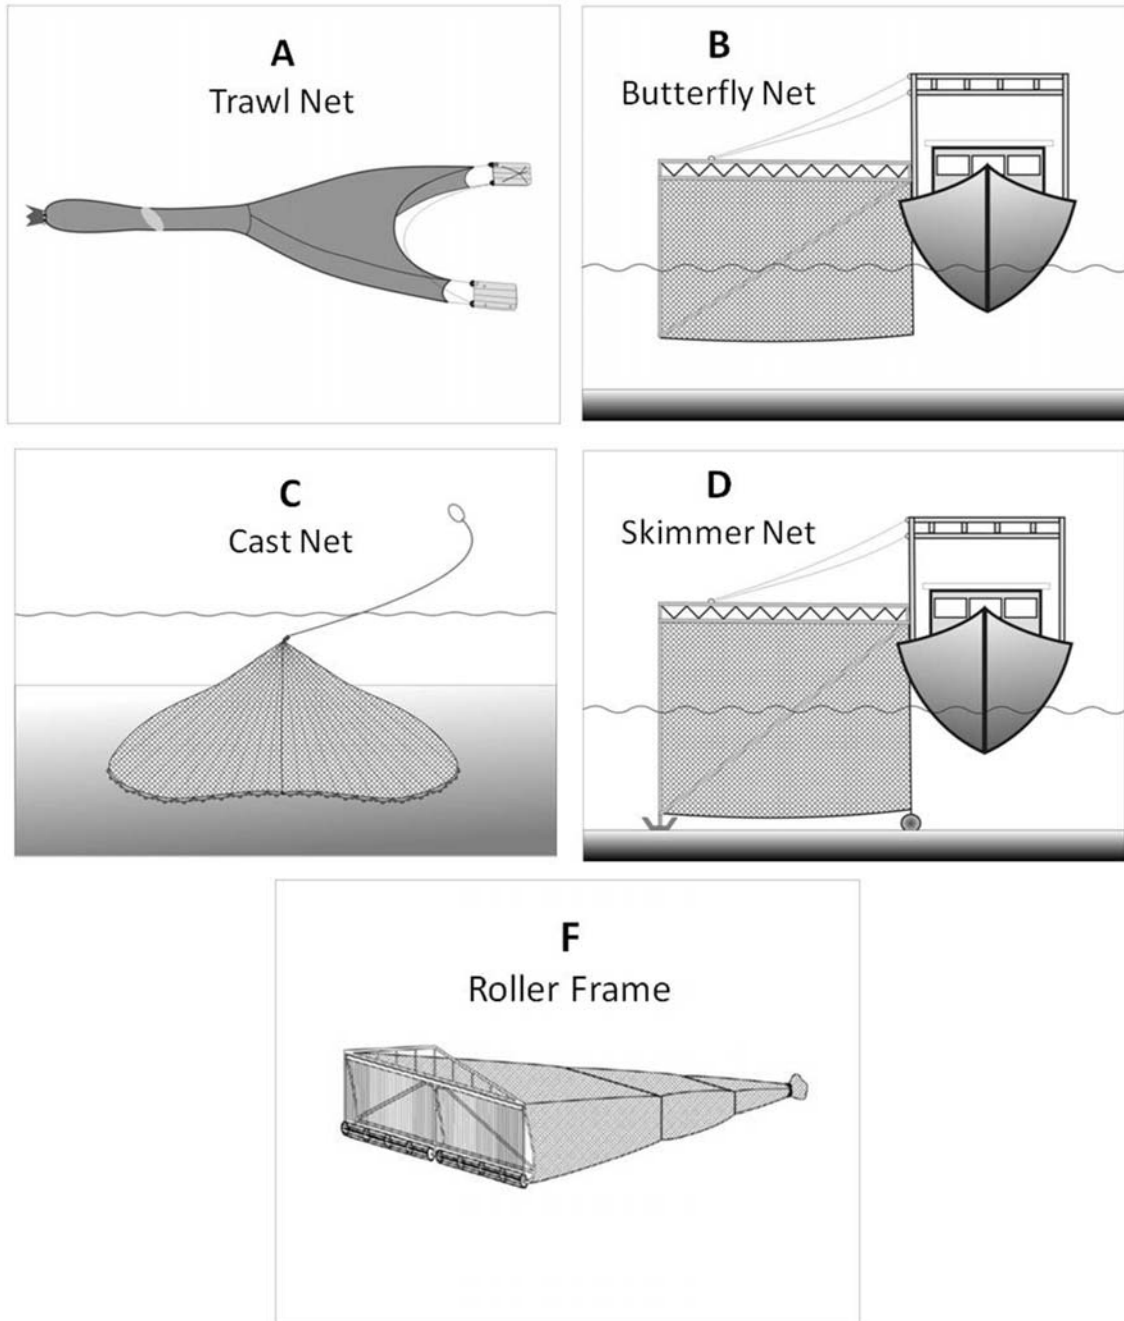 A
Trawl Net
B
Butterfly Net
C
Cast Net
D
Skimmer Net
F
Roller Frame